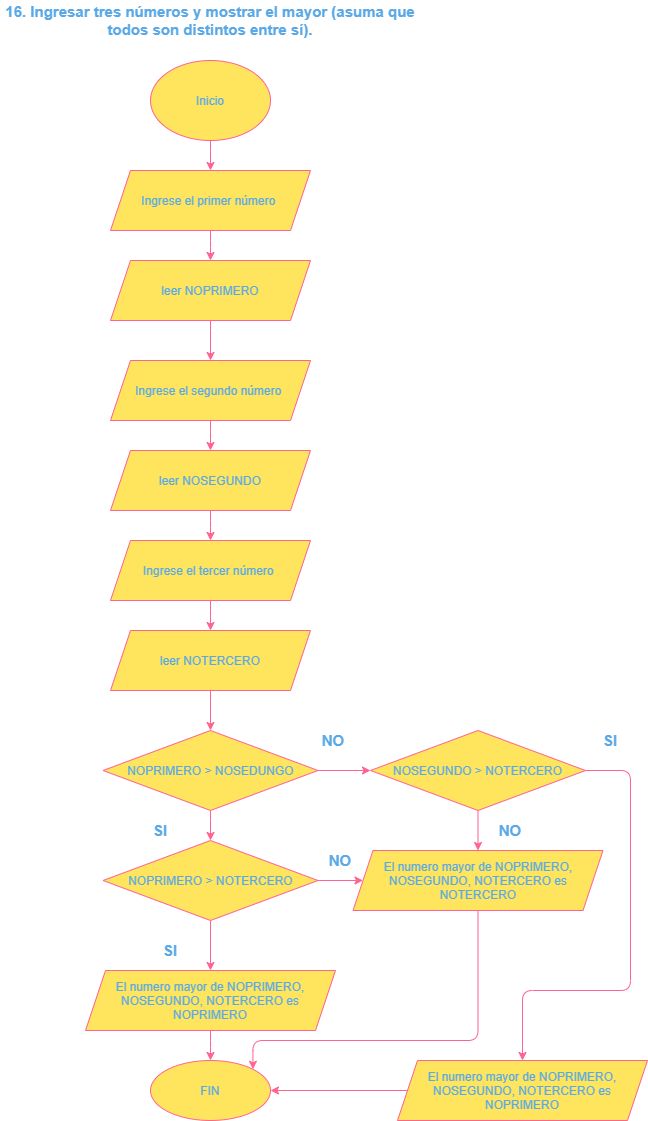 16. Ingresar tres números y mostrar el mayor (asuma que
todos son distintos entre sí).
Inicio
Ingrese el primer número
leer NOPRIMERO
Ingrese el segundo número
leer NOSEGUNDO
Ingrese el tercer número
leer NOTERCERO
NOPRIMERO > NOSEDUNGO
NO
NOSEGUNDO > NOTERCERO
SI
SI
NO
NOPRIMERO > NOTERCERO
NO
El numero mayor de NOPRIMERO,
NOSEGUNDO, NOTERCERO es
NOTERCERO
SI
El numero mayor de NOPRIMERO,
NOSEGUNDO, NOTERCERO es
NOPRIMERO
FIN
El numero mayor de NOPRIMERO,
NOSEGUNDO, NOTERCERO es
NOPRIMERO